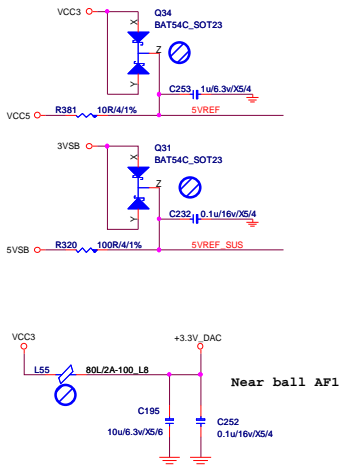 VCC3
Q34
BAT54C_SOT23
X
Z
Y
C253 1u/6.3v/X5/4
VCC5
R381 10R/4/1%
5VREF
3VSB
Q31
BAT54C_SOT23
X
Z
Y
C232 0.1u/16v/X5/4
5VSB
R320 100R/4/1%
5VREF_SUS
VCC3
+3.3V_DAC
L55 80L/2A-100_L8
Near ball AF1
C195
10u/6.3v/X5/6
C252
0.1u/16v/X5/4